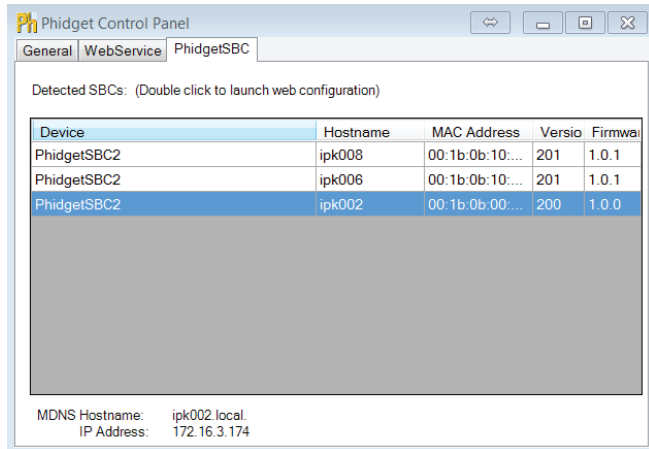 Ph Phidget Control Panel
General WebService PhidgetSBC
Detected SBCs: (Double click to launch web configuration)
Device Hostname MAC Address Versio Firmwar
PhidgetSBC2 ipk008 00:1b:0b:10:... 201 1.0.1
PhidgetSBC2 ipk006 00:1b:0b:10:... 201 1.0.1
PhidgetSBC2 ipk002 00:1b:0b:00:... 200 1.0.0
MDNS Hostname: ipk002.local.
IP Address: 172.16.3.174